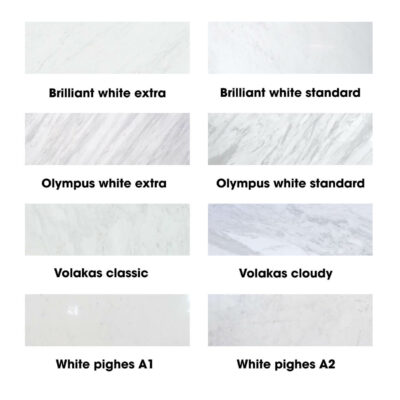 Brilliant white extra
Brilliant white standard
Olympus white extra
Olympus white standard
Volakas classic
Volakas cloudy
White pighes A1
White pighes A2